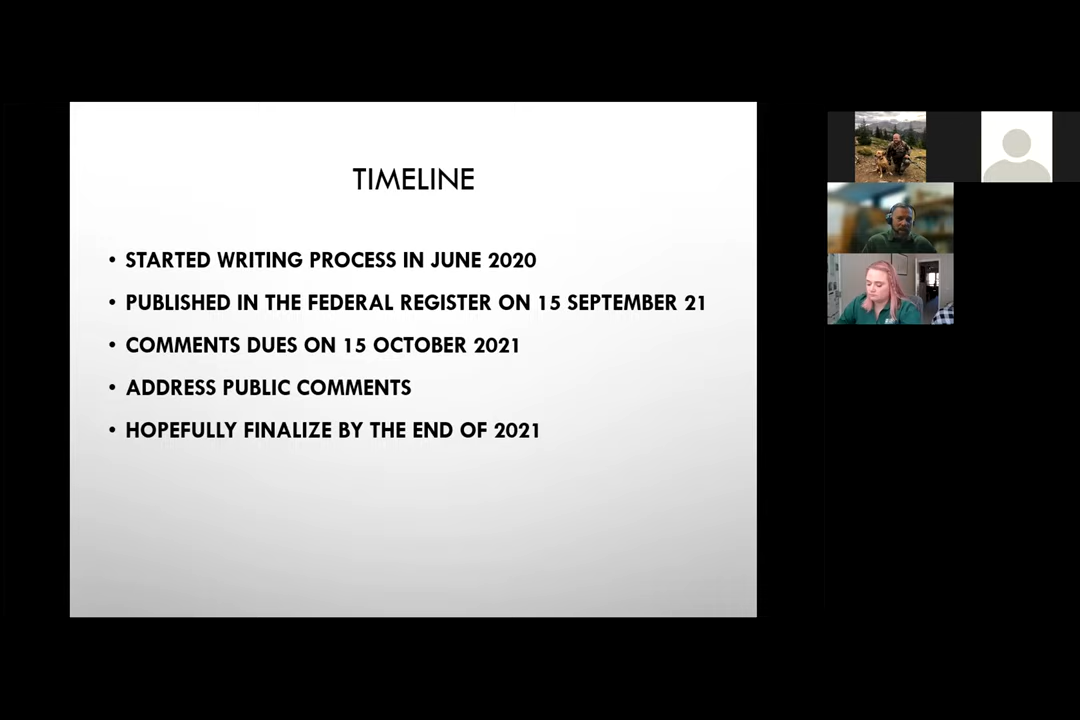 TIMELINE
• STARTED WRITING PROCESS IN JUNE 2020
• PUBLISHED IN THE FEDERAL REGISTER ON 15 SEPTEMBER 21
• COMMENTS DUES ON 15 OCTOBER 2021
• ADDRESS PUBLIC COMMENTS
• HOPEFULLY FINALIZE BY THE END OF 2021